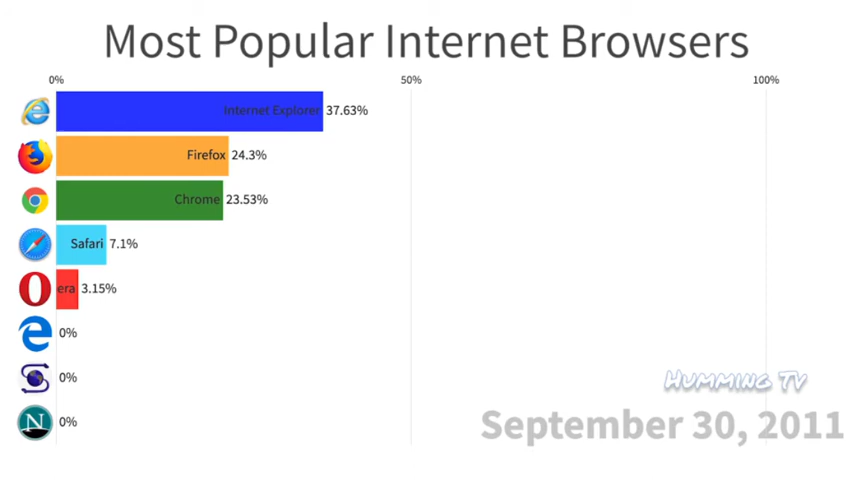 Most Popular Internet Browsers
0% 50% 100%
Internet Explorer 37.63%
Firefox 24.3%
Chrome 23.53%
Safari 7.1%
era 3.15%
0%
0%
N 0%
Humming TV
September 30, 2011